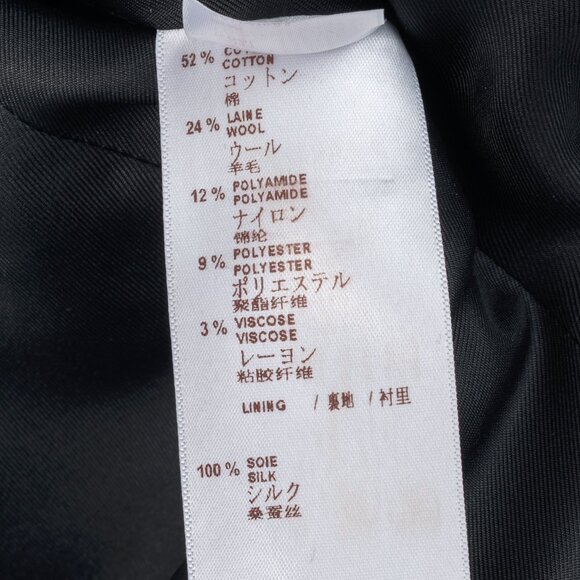 52 % COTON
COTTON
コットン
棉
24 % LAINE
WOOL
ウール
羊毛
12 % POLYAMIDE
POLYAMIDE
ナイロン
锦纶
9 % POLYESTER
POLYESTER
ポリエステル
聚酯纤维
3 % VISCOSE
VISCOSE
レーヨン
粘胶纤维
LINING / 裏地 / 衬里
100 % SOIE
SILK
シルク
桑蚕丝